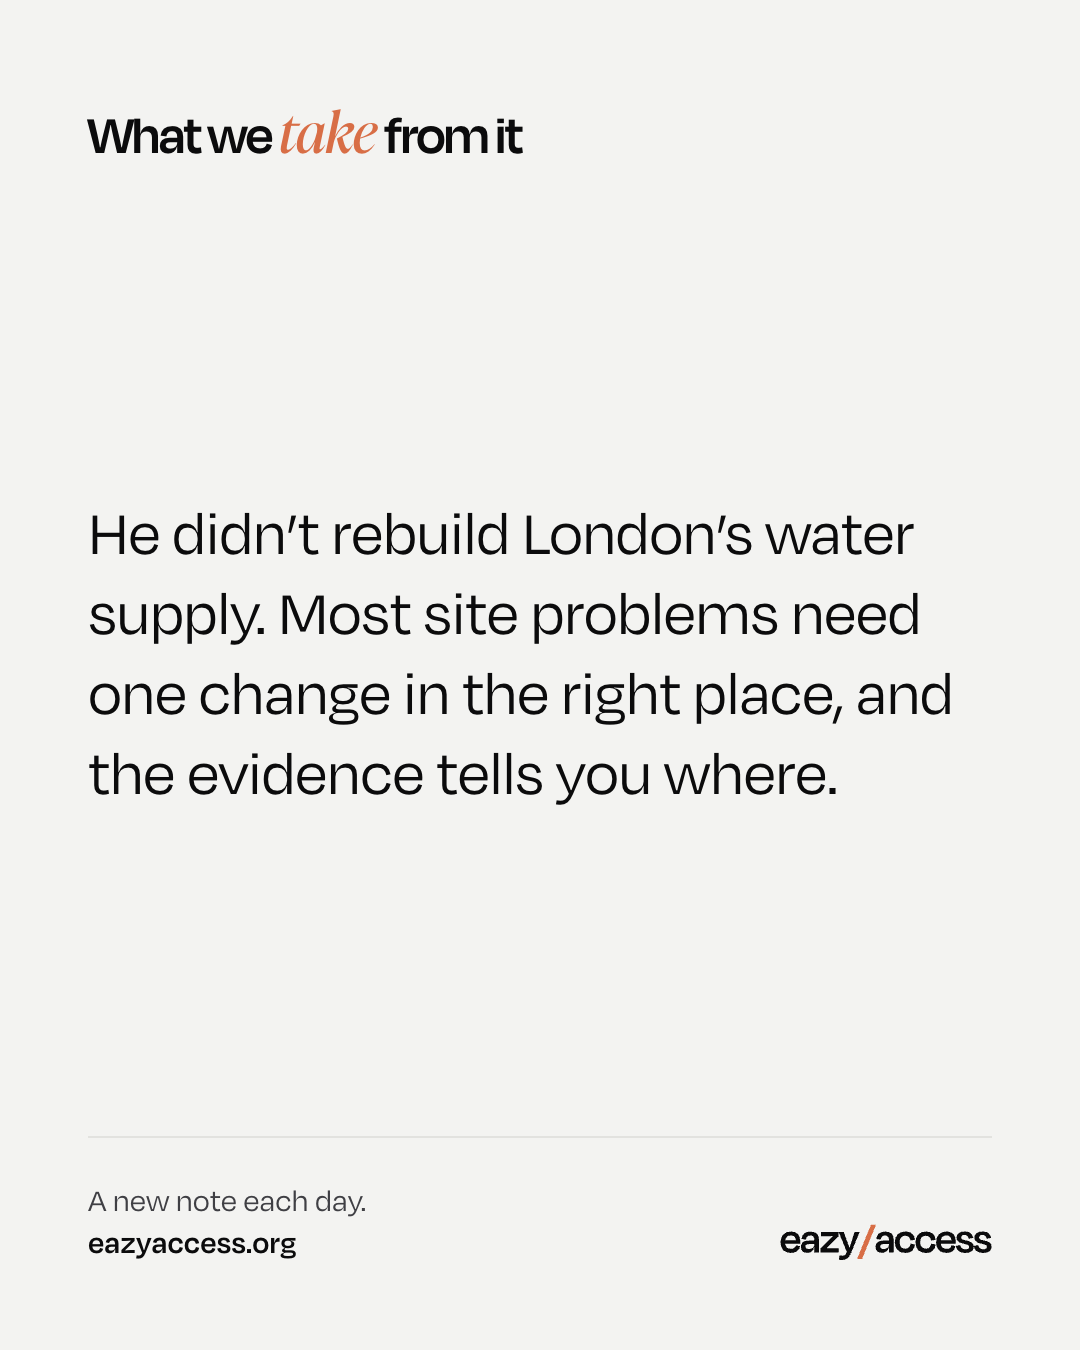 What we take from it
He didn’t rebuild London’s water
supply. Most site problems need
one change in the right place, and
the evidence tells you where.
A new note each day.
eazyaccess.org
eazy/access